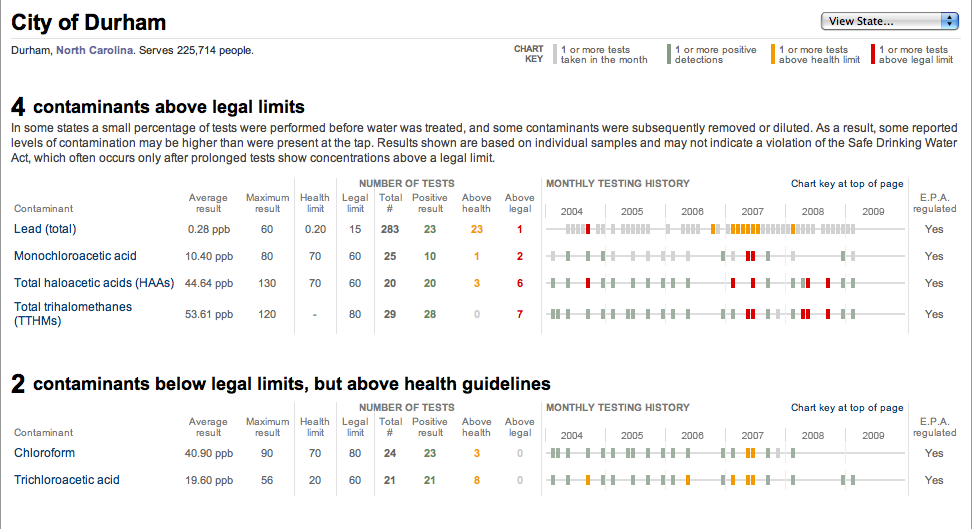 City of Durham
View State...
Durham, North Carolina. Serves 225,714 people.
CHART KEY
1 or more tests taken in the month
1 or more positive detections
1 or more tests above health limit
1 or more tests above legal limit
4 contaminants above legal limits
In some states a small percentage of tests were performed before water was treated, and some contaminants were subsequently removed or diluted. As a result, some reported
levels of contamination may be higher than were present at the tap. Results shown are based on individual samples and may not indicate a violation of the Safe Drinking Water
Act, which often occurs only after prolonged tests show concentrations above a legal limit.
NUMBER OF TESTS MONTHLY TESTING HISTORY Chart key at top of page
Contaminant Average result Maximum result Health limit Legal limit Total # Positive result Above health Above legal 2004 2005 2006 2007 2008 2009 E.P.A. regulated
Lead (total) 0.28 ppb 60 0.20 15 283 23 23 1 Yes
Monochloroacetic acid 10.40 ppb 80 70 60 25 10 1 2 Yes
Total haloacetic acids (HAAs) 44.64 ppb 130 70 60 20 20 3 6 Yes
Total trihalomethanes (TTHMs) 53.61 ppb 120 - 80 29 28 0 7 Yes
2 contaminants below legal limits, but above health guidelines
NUMBER OF TESTS MONTHLY TESTING HISTORY Chart key at top of page
Contaminant Average result Maximum result Health limit Legal limit Total # Positive result Above health Above legal 2004 2005 2006 2007 2008 2009 E.P.A. regulated
Chloroform 40.90 ppb 90 70 80 24 23 3 0 Yes
Trichloroacetic acid 19.60 ppb 56 20 60 21 21 8 0 Yes